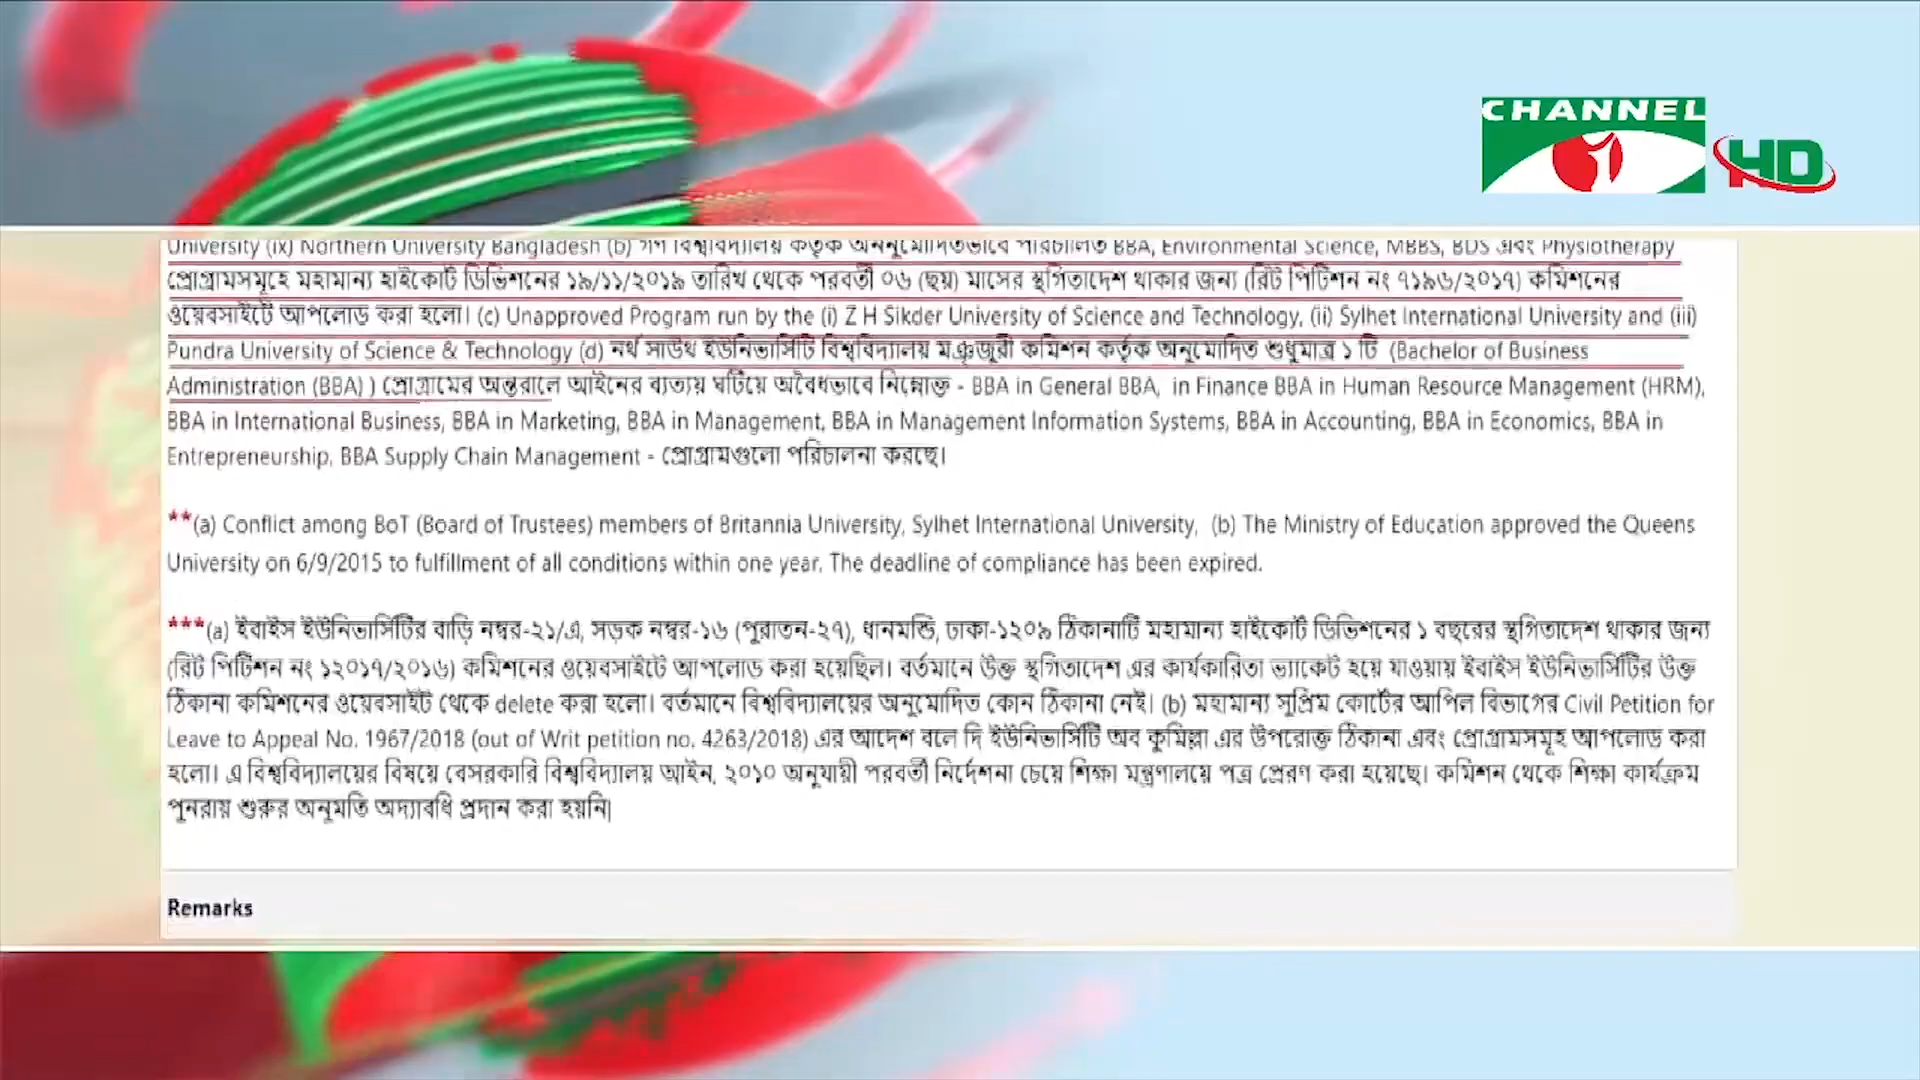 CHANNEL i HD
University (ix) Northern University Bangladesh (b) গণ বিশ্ববিদ্যালয় কর্তৃক অননুমোদিতভাবে পরিচালিত BBA, Environmental Science, MBBS, BDS এবং Physiotherapy
প্রোগ্রামসমূহে মহামান্য হাইকোর্ট ডিভিশনের ১৯/১১/২০১৯ তারিখ থেকে পরবর্তী ০৬ (ছয়) মাসের স্থগিতাদেশ থাকার জন্য (রিট পিটিশন নং ৭১৯৬/২০১৭) কমিশনের
ওয়েবসাইটে আপলোড করা হলো। (c) Unapproved Program run by the (i) Z H Sikder University of Science and Technology, (ii) Sylhet International University and (iii)
Pundra University of Science & Technology (d) নর্থ সাউথ ইউনিভার্সিটি বিশ্ববিদ্যালয় মঞ্জুরী কমিশন কর্তৃক অনুমোদিত শুধুমাত্র ১ টি (Bachelor of Business
Administration (BBA) ) প্রোগ্রামের অন্তরালে আইনের ব্যত্যয় ঘটিয়ে অবৈধভাবে নিম্নোক্ত - BBA in General BBA, in Finance BBA in Human Resource Management (HRM),
BBA in International Business, BBA in Marketing, BBA in Management, BBA in Management Information Systems, BBA in Accounting, BBA in Economics, BBA in
Entrepreneurship, BBA Supply Chain Management - প্রোগ্রামগুলো পরিচালনা করছে।
**(a) Conflict among BoT (Board of Trustees) members of Britannia University, Sylhet International University, (b) The Ministry of Education approved the Queens
University on 6/9/2015 to fulfillment of all conditions within one year. The deadline of compliance has been expired.
***(a) ইবাইস ইউনিভার্সিটির বাড়ি নম্বর-২১/এ, সড়ক নম্বর-১৬ (পুরাতন-২৭), ধানমন্ডি, ঢাকা-১২০৯ ঠিকানাটি মহামান্য হাইকোর্ট ডিভিশনের ১ বছরের স্থগিতাদেশ থাকার জন্য
(রিট পিটিশন নং ১২০১৭/২০১৬) কমিশনের ওয়েবসাইটে আপলোড করা হয়েছিল। বর্তমানে উক্ত স্থগিতাদেশ এর কার্যকারিতা ভ্যাকেট হয়ে যাওয়ায় ইবাইস ইউনিভার্সিটির উক্ত
ঠিকানা কমিশনের ওয়েবসাইট থেকে delete করা হলো। বর্তমানে বিশ্ববিদ্যালয়ের অনুমোদিত কোন ঠিকানা নেই। (b) মহামান্য সুপ্রিম কোর্টের আপিল বিভাগের Civil Petition for
Leave to Appeal No. 1967/2018 (out of Writ petition no. 4263/2018) এর আদেশ বলে দি ইউনিভার্সিটি অব কুমিল্লা এর উপরোক্ত ঠিকানা এবং প্রোগ্রামসমূহ আপলোড করা
হলো। এ বিশ্ববিদ্যালয়ের বিষয়ে বেসরকারি বিশ্ববিদ্যালয় আইন, ২০১০ অনুযায়ী পরবর্তী নির্দেশনা চেয়ে শিক্ষা মন্ত্রণালয়ে পত্র প্রেরণ করা হয়েছে। কমিশন থেকে শিক্ষা কার্যক্রম
পুনরায় শুরুর অনুমতি অদ্যাবধি প্রদান করা হয়নি|
Remarks